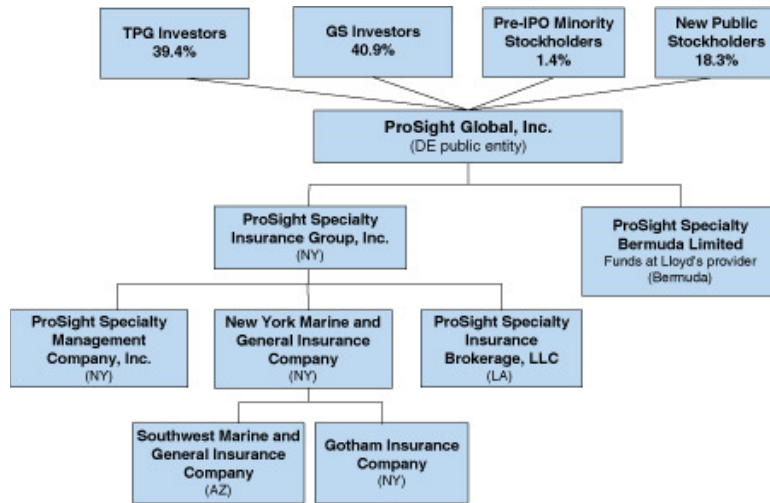 TPG Investors
39.4%
GS Investors
40.9%
Pre-IPO Minority
Stockholders
1.4%
New Public
Stockholders
18.3%
ProSight Global, Inc.
(DE public entity)
ProSight Specialty
Insurance Group, Inc.
(NY)
ProSight Specialty
Bermuda Limited
Funds at Lloyd's provider
(Bermuda)
ProSight Specialty
Management
Company, Inc.
(NY)
New York Marine and
General Insurance
Company
(NY)
ProSight Specialty
Insurance
Brokerage, LLC
(LA)
Southwest Marine and
General Insurance
Company
(AZ)
Gotham Insurance
Company
(NY)